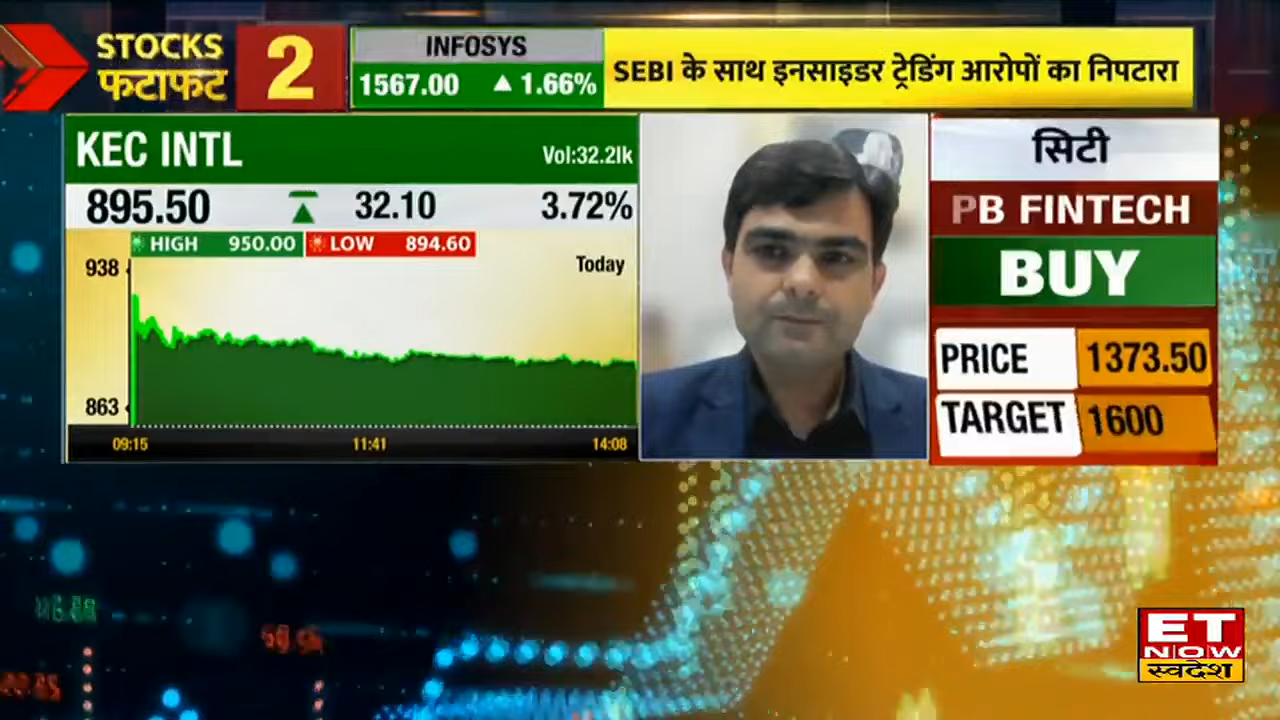 STOCKS
फटाफट
2
INFOSYS
1567.00 ▲ 1.66%
SEBI के साथ इनसाइडर ट्रेडिंग आरोपों का निपटारा
KEC INTL
Vol:32.2lk
895.50 32.10 3.72%
HIGH 950.00 LOW 894.60
938
Today
863
09:15 11:41 14:08
सिटी
PB FINTECH
BUY
PRICE 1373.50
TARGET 1600
ET
NOW
स्वदेश